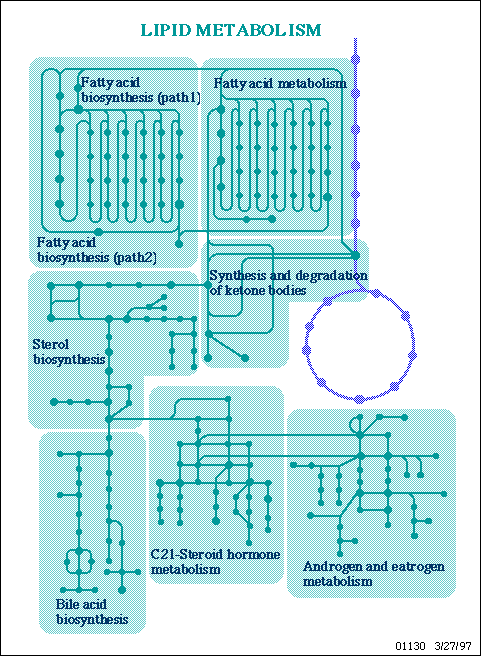 LIPID METABOLISM
Fatty acid
biosynthesis (path1)
Fatty acid metabolism
Fatty acid
biosynthesis (path2)
Synthesis and degradation
of ketone bodies
Sterol
biosynthesis
C21-Steroid hormone
metabolism
Androgen and eatrogen
metabolism
Bile acid
biosynthesis
01130 3/27/97